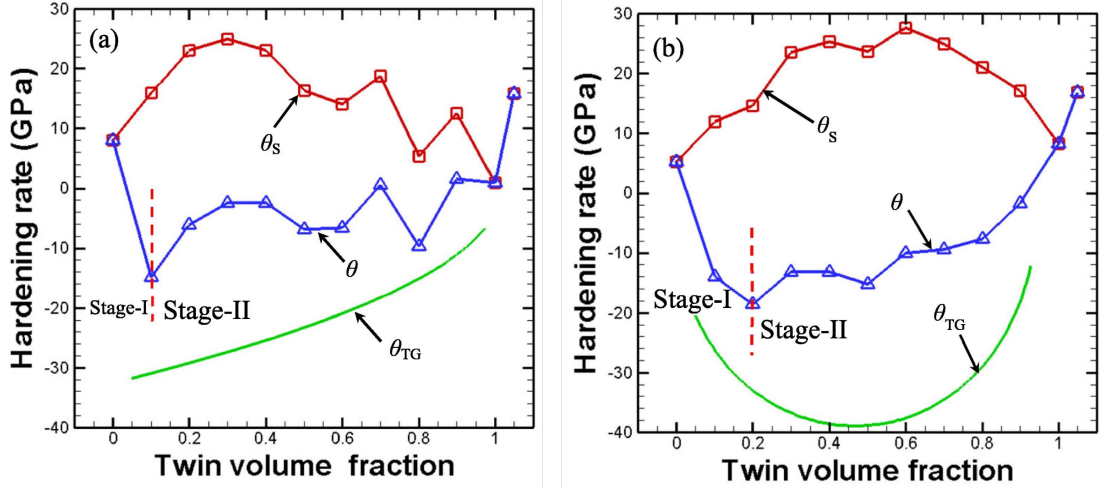 (a)
30
20
10
0
-10
-20
-30
-40
Hardening rate (GPa)
θS
θ
θTG
Stage-I
Stage-II
0 0.2 0.4 0.6 0.8 1
Twin volume fraction
(b)
30
20
10
0
-10
-20
-30
-40
Hardening rate (GPa)
θS
θ
θTG
Stage-I
Stage-II
0 0.2 0.4 0.6 0.8 1
Twin volume fraction